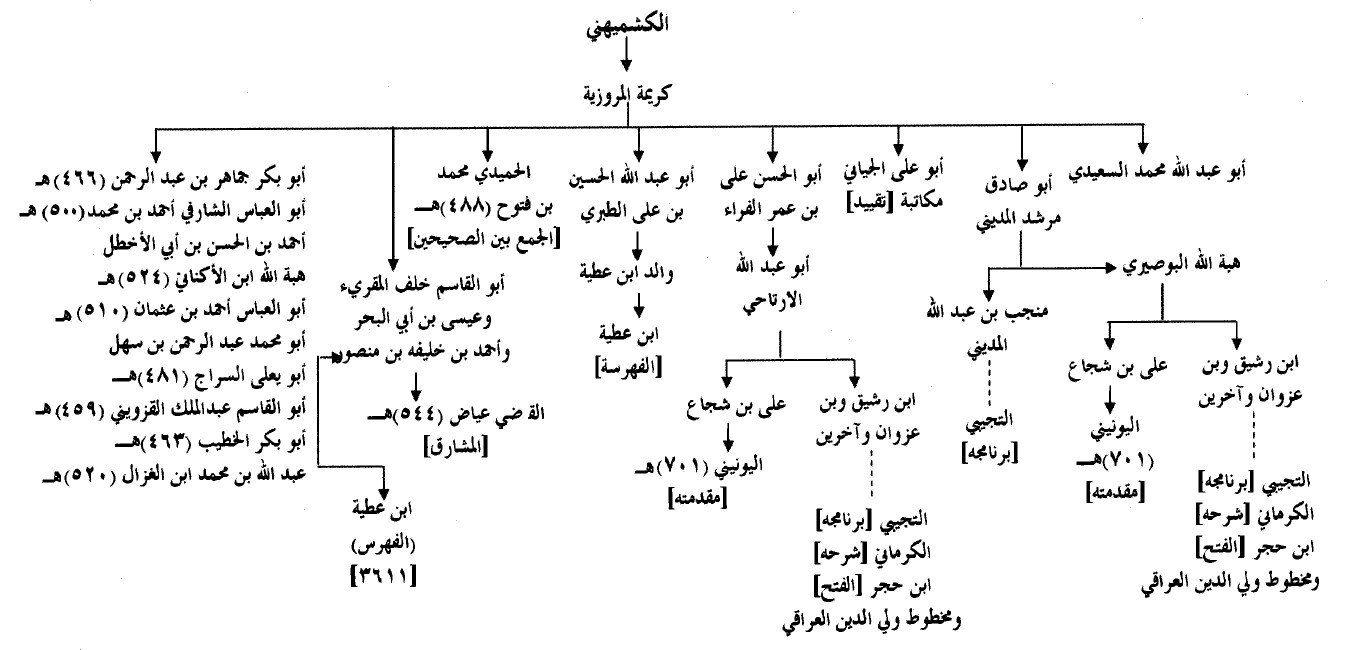 الكشميهني
كريمة المروزية
أبو عبد الله محمد السعيدي
أبو صادق
مرشد المديني
هبة الله البوصيري
ابن رشيق وبن
عزوان وآخرين
التجيبي [برنامجه]
الكرماني [شرحه]
ابن حجر [الفتح]
ومخطوط ولي الدين العراقي
على بن شجاع
اليونيني
(٧٠١)هـ
[مقدمته]
منجب بن عبد الله
المديني
التجيبي
[برنامجه]
أبو على الجياني
مكاتبة [تقييد]
أبو الحسن على
بن عمر الفراء
أبو عبد الله
الارتاحي
ابن رشيق وبن
عزوان وآخرين
التجيبي [برنامجه]
الكرماني [شرحه]
ابن حجر [الفتح]
ومخطوط ولي الدين العراقي
على بن شجاع
اليونيني (٧٠١)هـ
[مقدمته]
أبو عبد الله الحسين
بن على الطبري
والد ابن عطية
ابن عطية
[الفهرسة]
الحميدي محمد
بن فتوح (٤٨٨)هـ
[الجمع بين الصحيحين]
أبو القاسم خلف المقريء
وعيسى بن أبي البحر
وأحمد بن خليفه بن منصور
القضي عياض (٥٤٤)هـ
[المشارق]
ابن عطية
(الفهرس)
[٣٦١١]
أبو بكر جماهر بن عبد الرحمن (٤٦٦)هـ
أبو العباس الشارفي أحمد بن محمد(٥٠٠)هـ
أحمد بن الحسن بن أبي الأخطل
هبة الله ابن الأكناني (٥٢٤)هـ
أبو العباس أحمد بن عثمان (٥١٠)هـ
أبو محمد عبد الرحمن بن سهل
أبو يعلى السراج (٤٨١)هـ
أبو القاسم عبدالملك القزويني (٤٥٩)هـ
أبو بكر الخطيب (٤٦٣)هـ
عبد الله بن محمد ابن الغزال (٥٢٠)هـ